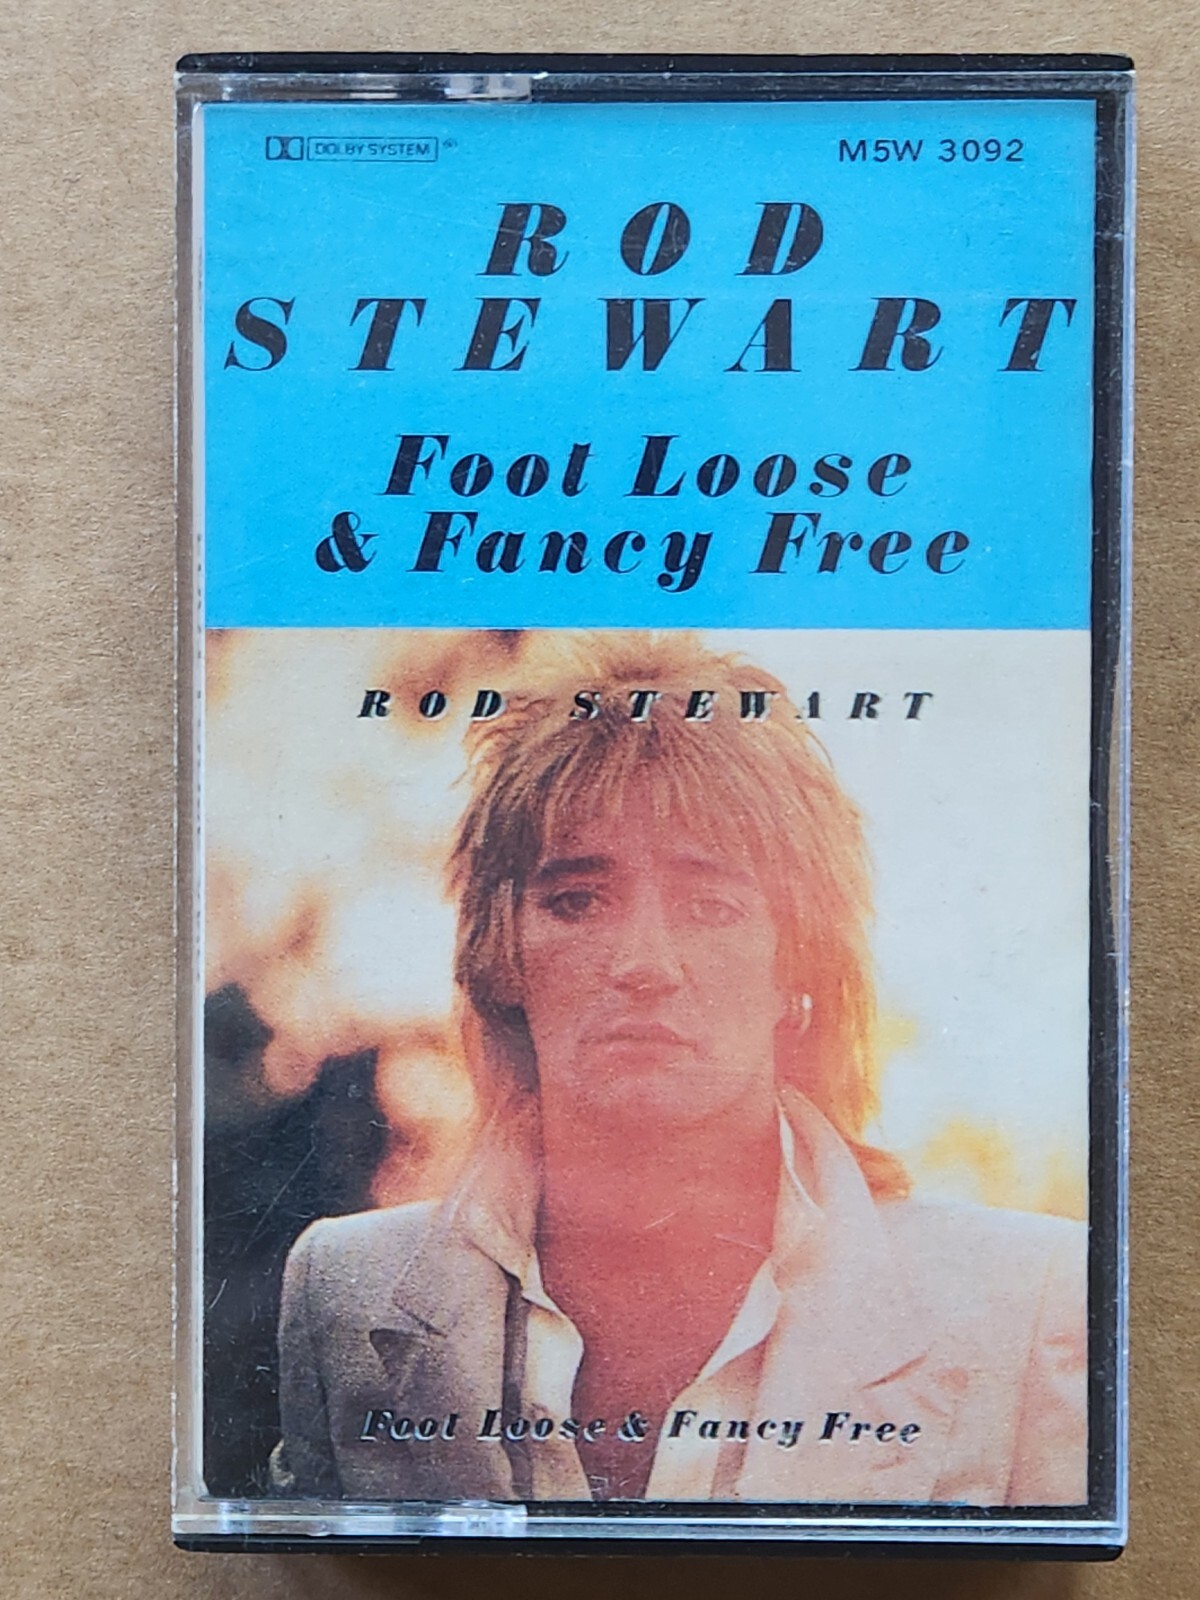 DOLBY SYSTEM ®
M5W 3092
ROD
STEWART
Foot Loose
& Fancy Free
ROD STEWART
Foot Loose & Fancy Free